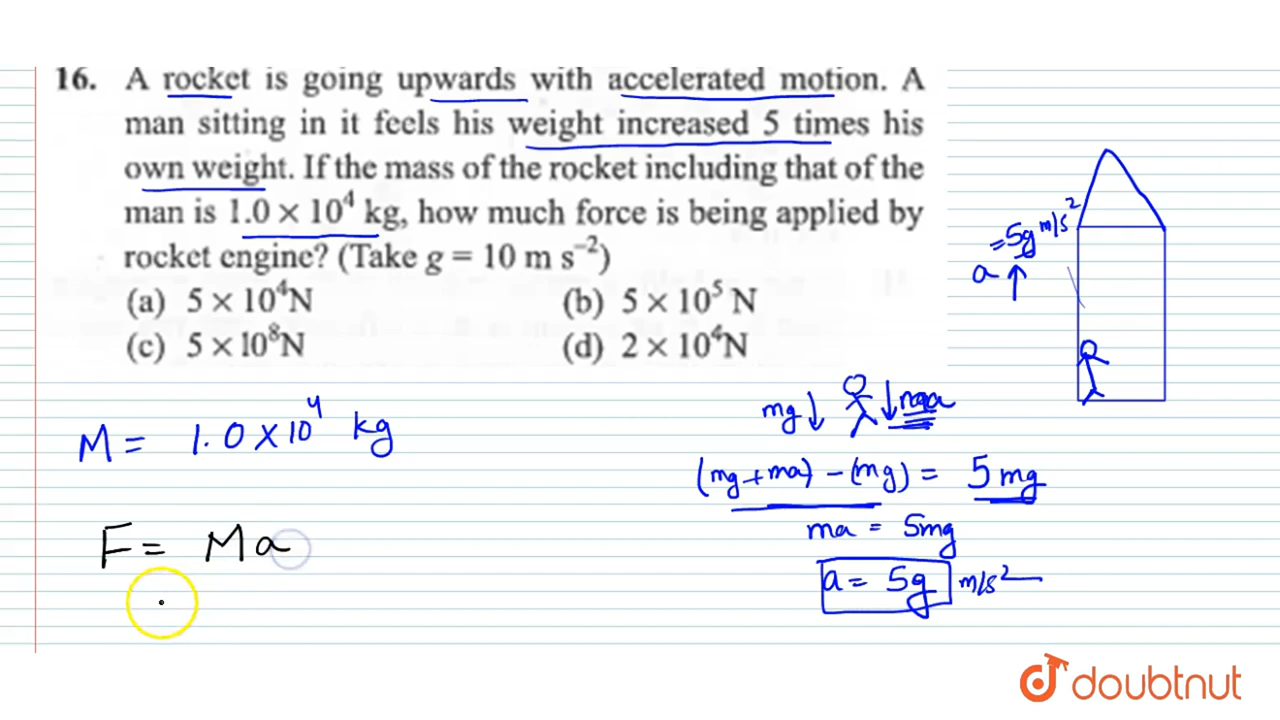 16. A rocket is going upwards with accelerated motion. A
man sitting in it feels his weight increased 5 times his
own weight. If the mass of the rocket including that of the
man is 1.0 × 10⁴ kg, how much force is being applied by
rocket engine? (Take g = 10 m s⁻²)
(a) 5 × 10⁴N (b) 5 × 10⁵ N
(c) 5 × 10⁸N (d) 2 × 10⁴N
= 5g m/s²
a ↑
M = 1.0 × 10⁴ kg
mg ↓ ↓
(mg + ma) - (mg) = 5 mg
ma = 5mg
a = 5g m/s²
F = Ma
doubtnut